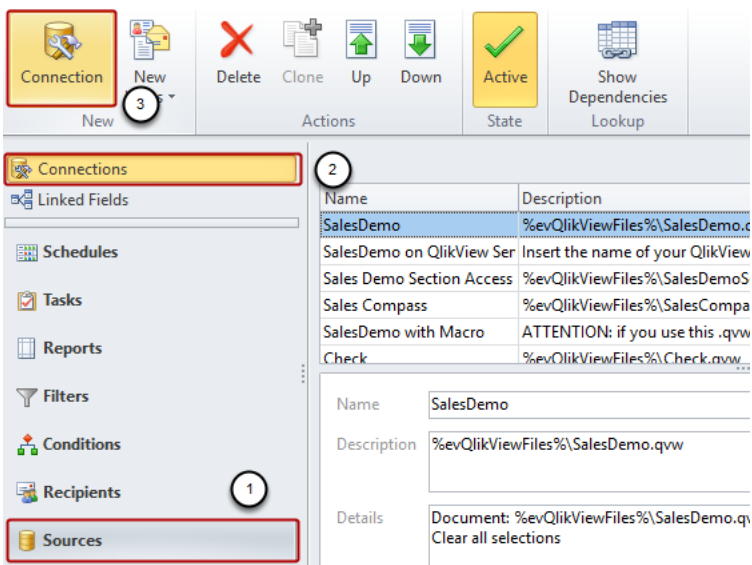 Connection
New
Delete
Clone
Up
Down
Active
Show
Dependencies
3
New
Actions
State
Lookup
Connections
2
Linked Fields
Name
Description
SalesDemo
%evQlikViewFiles%\SalesDemo.
SalesDemo on QlikView Ser
Insert the name of your QlikView
Sales Demo Section Access
%evQlikViewFiles%\SalesDemoS
Sales Compass
%evQlikViewFiles%\SalesCompa
SalesDemo with Macro
ATTENTION: if you use this .qvw
Check
%evQlikViewFiles%\Check.qvw
Schedules
Tasks
Reports
Filters
Conditions
Recipients
1
Sources
Name
SalesDemo
Description
%evQlikViewFiles%\SalesDemo.qvw
Details
Document: %evQlikViewFiles%\SalesDemo.qv
Clear all selections